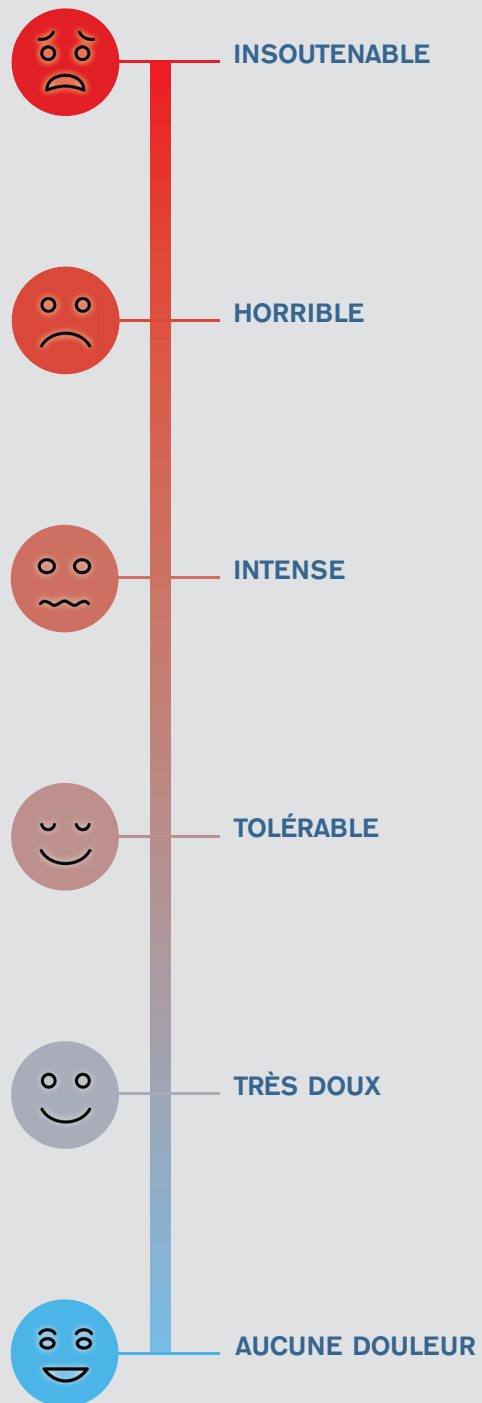 INSOUTENABLE
HORRIBLE
INTENSE
TOLÉRABLE
TRÈS DOUX
AUCUNE DOULEUR